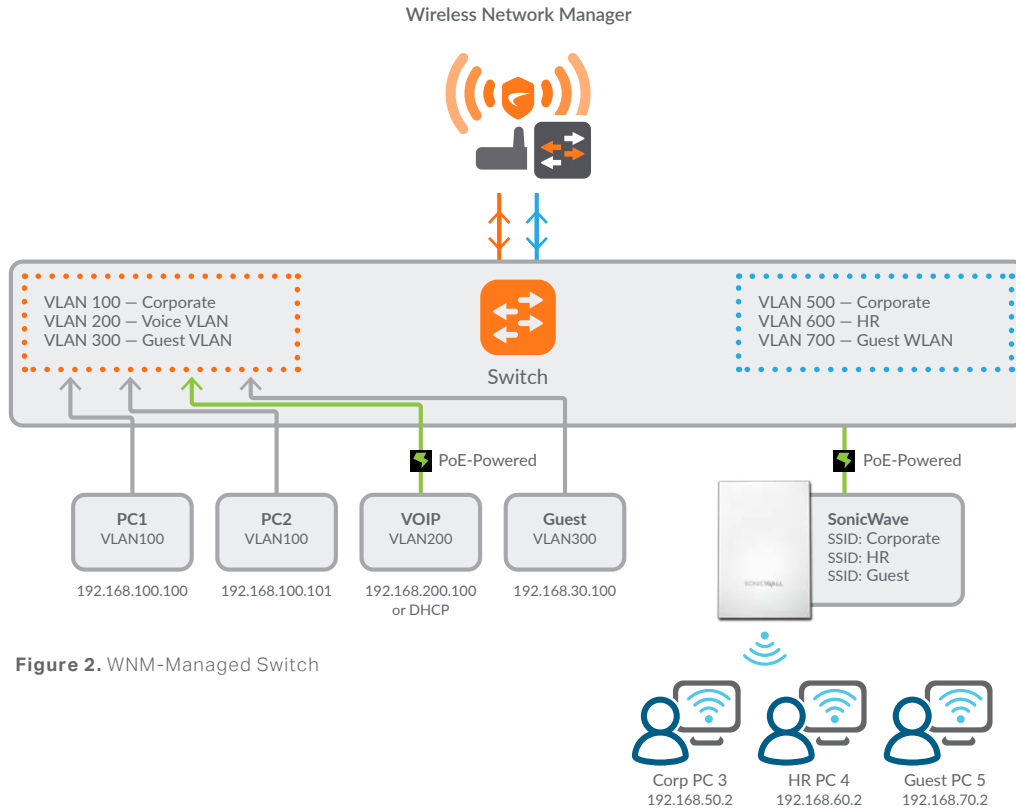 Wireless Network Manager
VLAN 100 — Corporate
VLAN 200 — Voice VLAN
VLAN 300 — Guest VLAN
Switch
VLAN 500 — Corporate
VLAN 600 — HR
VLAN 700 — Guest WLAN
PoE-Powered
PoE-Powered
PC1
VLAN100
192.168.100.100
PC2
VLAN100
192.168.100.101
VOIP
VLAN200
192.168.200.100
or DHCP
Guest
VLAN300
192.168.30.100
SONICWALL
SonicWave
SSID: Corporate
SSID: HR
SSID: Guest
Figure 2. WNM-Managed Switch
Corp PC 3
192.168.50.2
HR PC 4
192.168.60.2
Guest PC 5
192.168.70.2